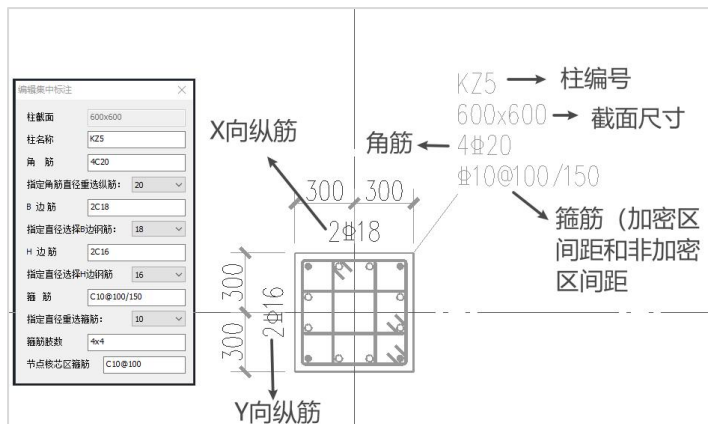 编辑集中标注
柱截面 600x600
柱名称 KZ5
角 筋 4C20
指定角筋直径重选纵筋: 20
B 边筋 2C18
指定直径选择B边钢筋: 18
H 边筋 2C16
指定直径选择H边钢筋 16
箍 筋 C10@100/150
指定直径重选箍筋: 10
箍筋肢数 4x4
节点核芯区箍筋 C10@100
X向纵筋
KZ5
柱编号
600x600
截面尺寸
角筋
4Φ20
Φ10@100/150
箍筋（加密区
间距和非加密
区间距
300 300
2Φ18
300
300
2Φ16
Y向纵筋